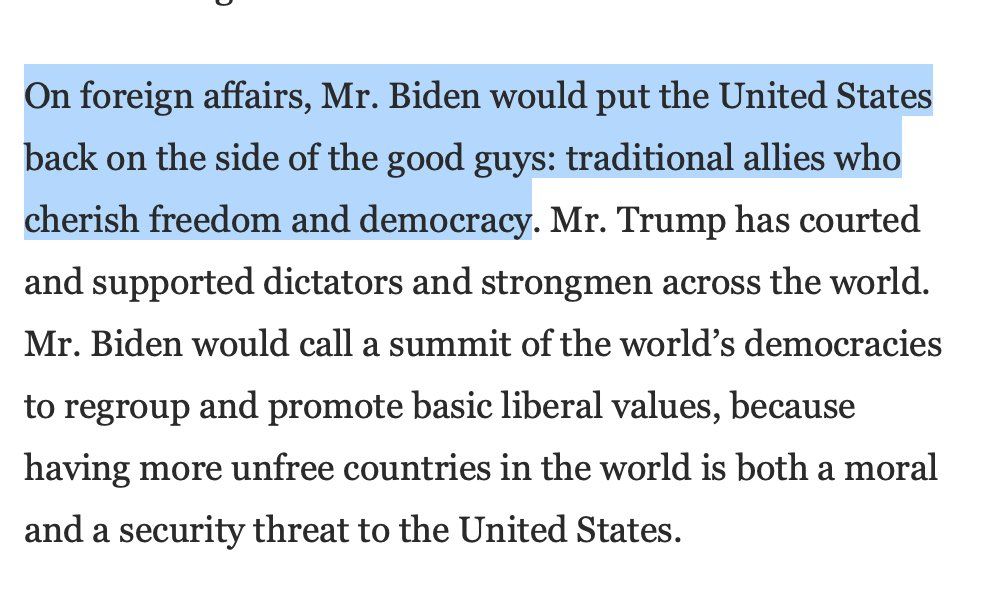 On foreign affairs, Mr. Biden would put the United States
back on the side of the good guys: traditional allies who
cherish freedom and democracy. Mr. Trump has courted
and supported dictators and strongmen across the world.
Mr. Biden would call a summit of the world’s democracies
to regroup and promote basic liberal values, because
having more unfree countries in the world is both a moral
and a security threat to the United States.